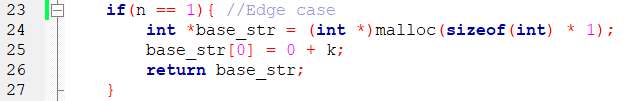 23 if(n == 1){ //Edge case
24 int *base_str = (int *)malloc(sizeof(int) * 1);
25 base_str[0] = 0 + k;
26 return base_str;
27 }